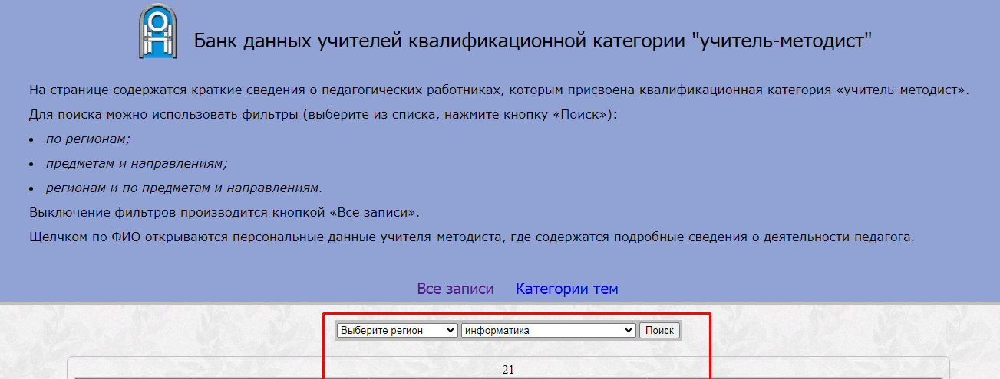 Банк данных учителей квалификационной категории "учитель-методист"
На странице содержатся краткие сведения о педагогических работниках, которым присвоена квалификационная категория «учитель-методист».
Для поиска можно использовать фильтры (выберите из списка, нажмите кнопку «Поиск»):
• по регионам;
• предметам и направлениям;
• регионам и по предметам и направлениям.
Выключение фильтров производится кнопкой «Все записи».
Щелчком по ФИО открываются персональные данные учителя-методиста, где содержатся подробные сведения о деятельности педагога.
Все записи Категории тем
Выберите регион информатика Поиск
21